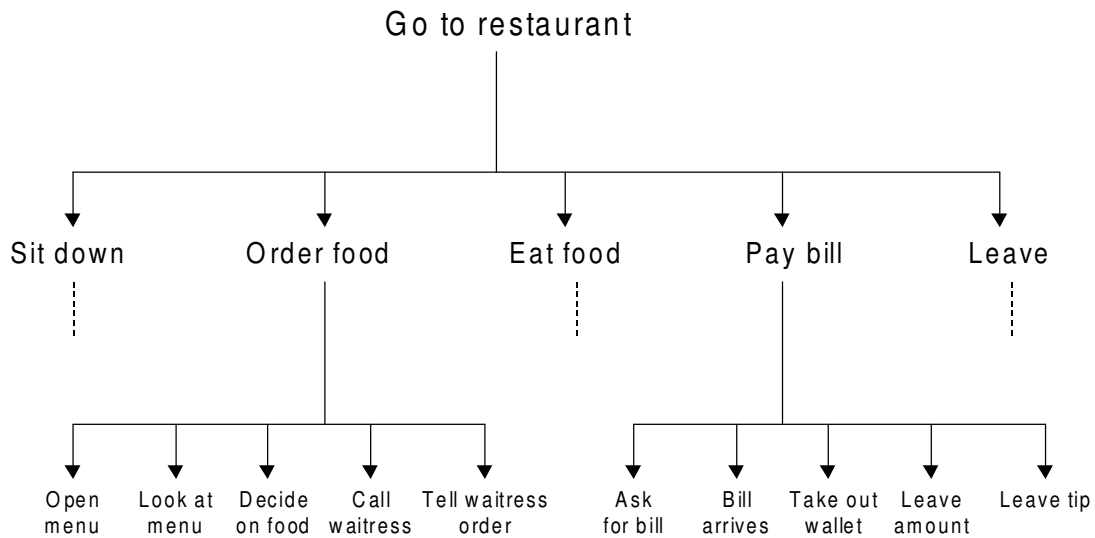 Go to restaurant
Sit down
Order food
Eat food
Pay bill
Leave
Open
menu
Look at
menu
Decide
on food
Call
waitress
Tell waitress
order
Ask
for bill
Bill
arrives
Take out
wallet
Leave
amount
Leave tip